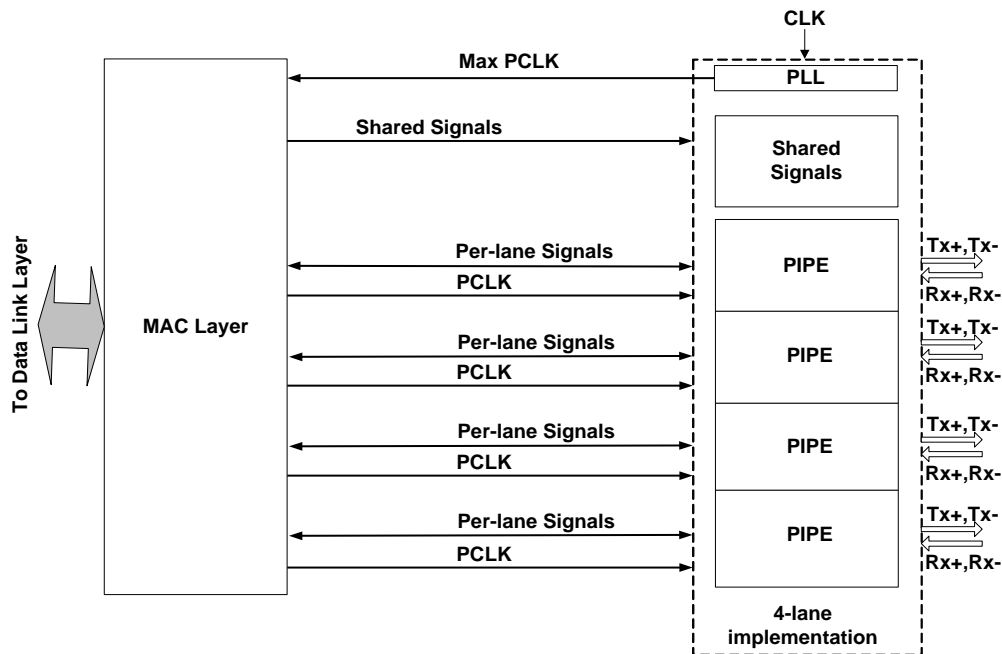 CLK
Max PCLK
PLL
Shared Signals
Shared
Signals
To Data Link Layer
MAC Layer
Per-lane Signals
PCLK
PIPE
Tx+,Tx-
Rx+,Rx-
Per-lane Signals
PCLK
PIPE
Tx+,Tx-
Rx+,Rx-
Per-lane Signals
PCLK
PIPE
Tx+,Tx-
Rx+,Rx-
Per-lane Signals
PCLK
PIPE
Tx+,Tx-
Rx+,Rx-
4-lane
implementation